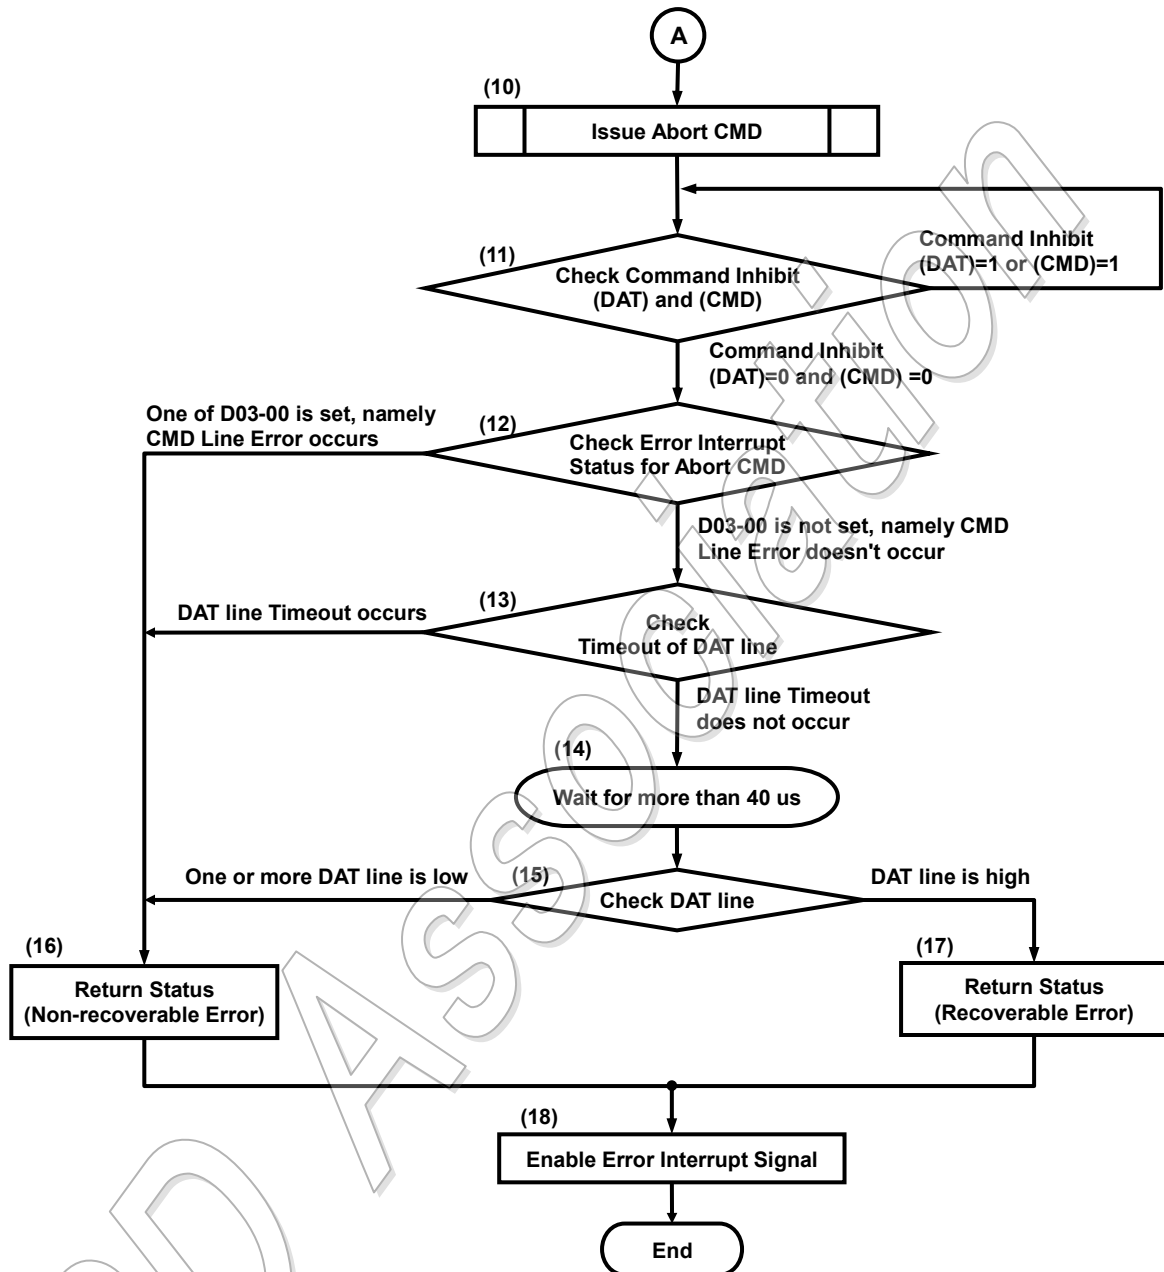 A
(10)
Issue Abort CMD
(11)
Check Command Inhibit
(DAT) and (CMD)
Command Inhibit
(DAT)=1 or (CMD)=1
Command Inhibit
(DAT)=0 and (CMD) =0
One of D03-00 is set, namely
CMD Line Error occurs
(12)
Check Error Interrupt
Status for Abort CMD
D03-00 is not set, namely CMD
Line Error doesn't occur
DAT line Timeout occurs
(13)
Check
Timeout of DAT line
DAT line Timeout
does not occur
(14)
Wait for more than 40 us
One or more DAT line is low
(15)
Check DAT line
DAT line is high
(16)
Return Status
(Non-recoverable Error)
(17)
Return Status
(Recoverable Error)
(18)
Enable Error Interrupt Signal
End
D Association